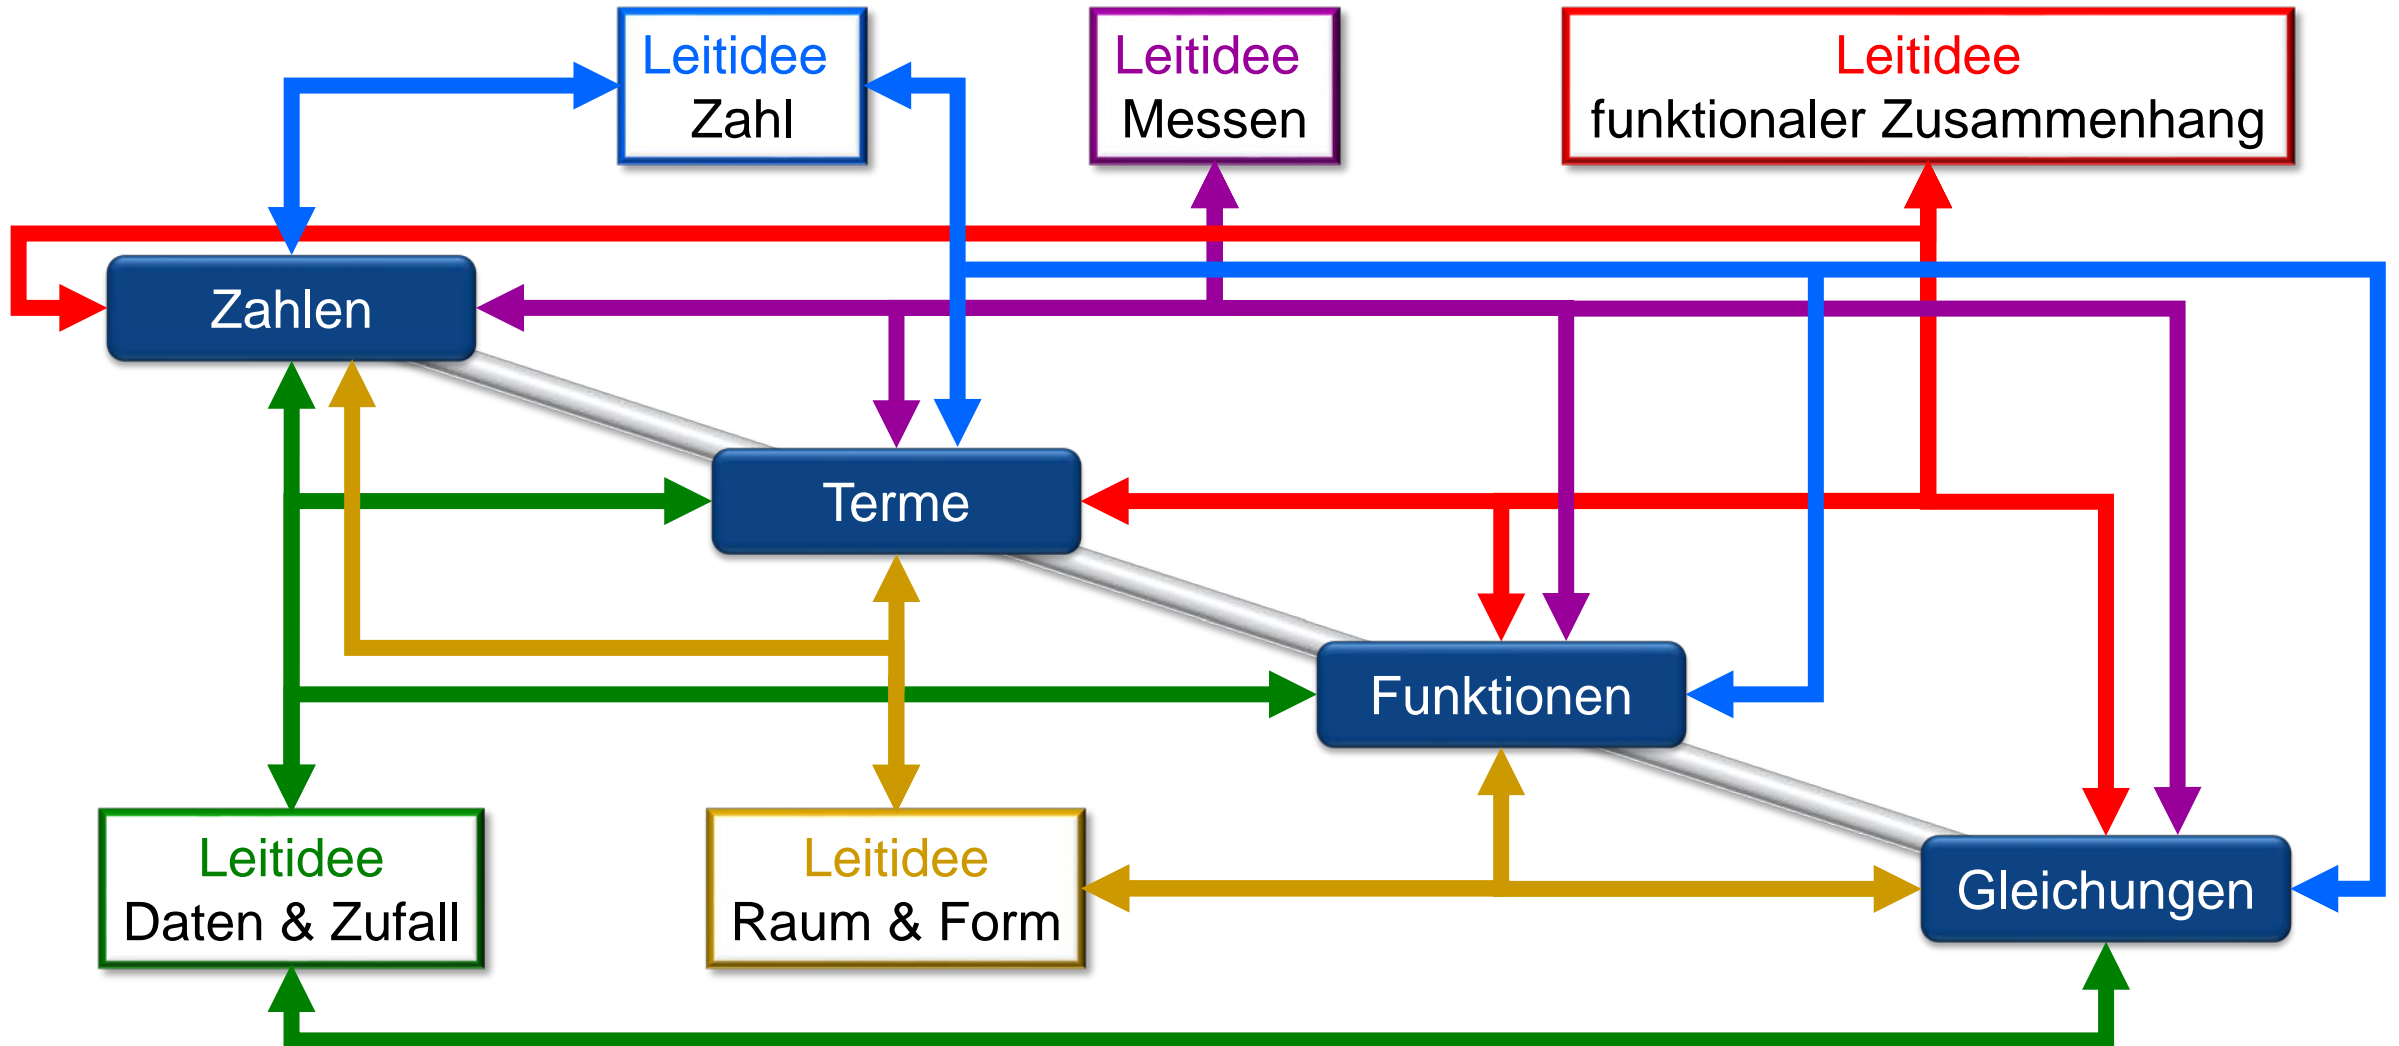 Leitidee
Zahl
Leitidee
Messen
Leitidee
funktionaler Zusammenhang
Zahlen
Terme
Funktionen
Gleichungen
Leitidee
Daten & Zufall
Leitidee
Raum & Form